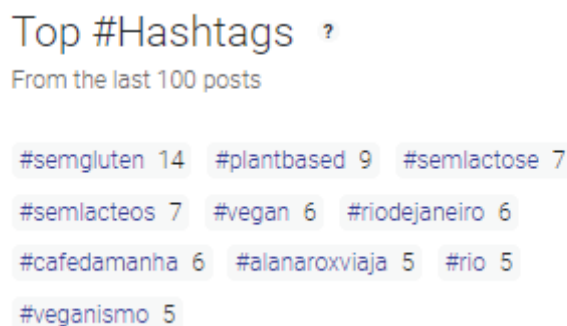 Top #Hashtags ?
From the last 100 posts
#semgluten 14 #plantbased 9 #semlactose 7
#semlacteos 7 #vegan 6 #riodejaneiro 6
#cafedamanha 6 #alanaroxviaja 5 #rio 5
#veganismo 5